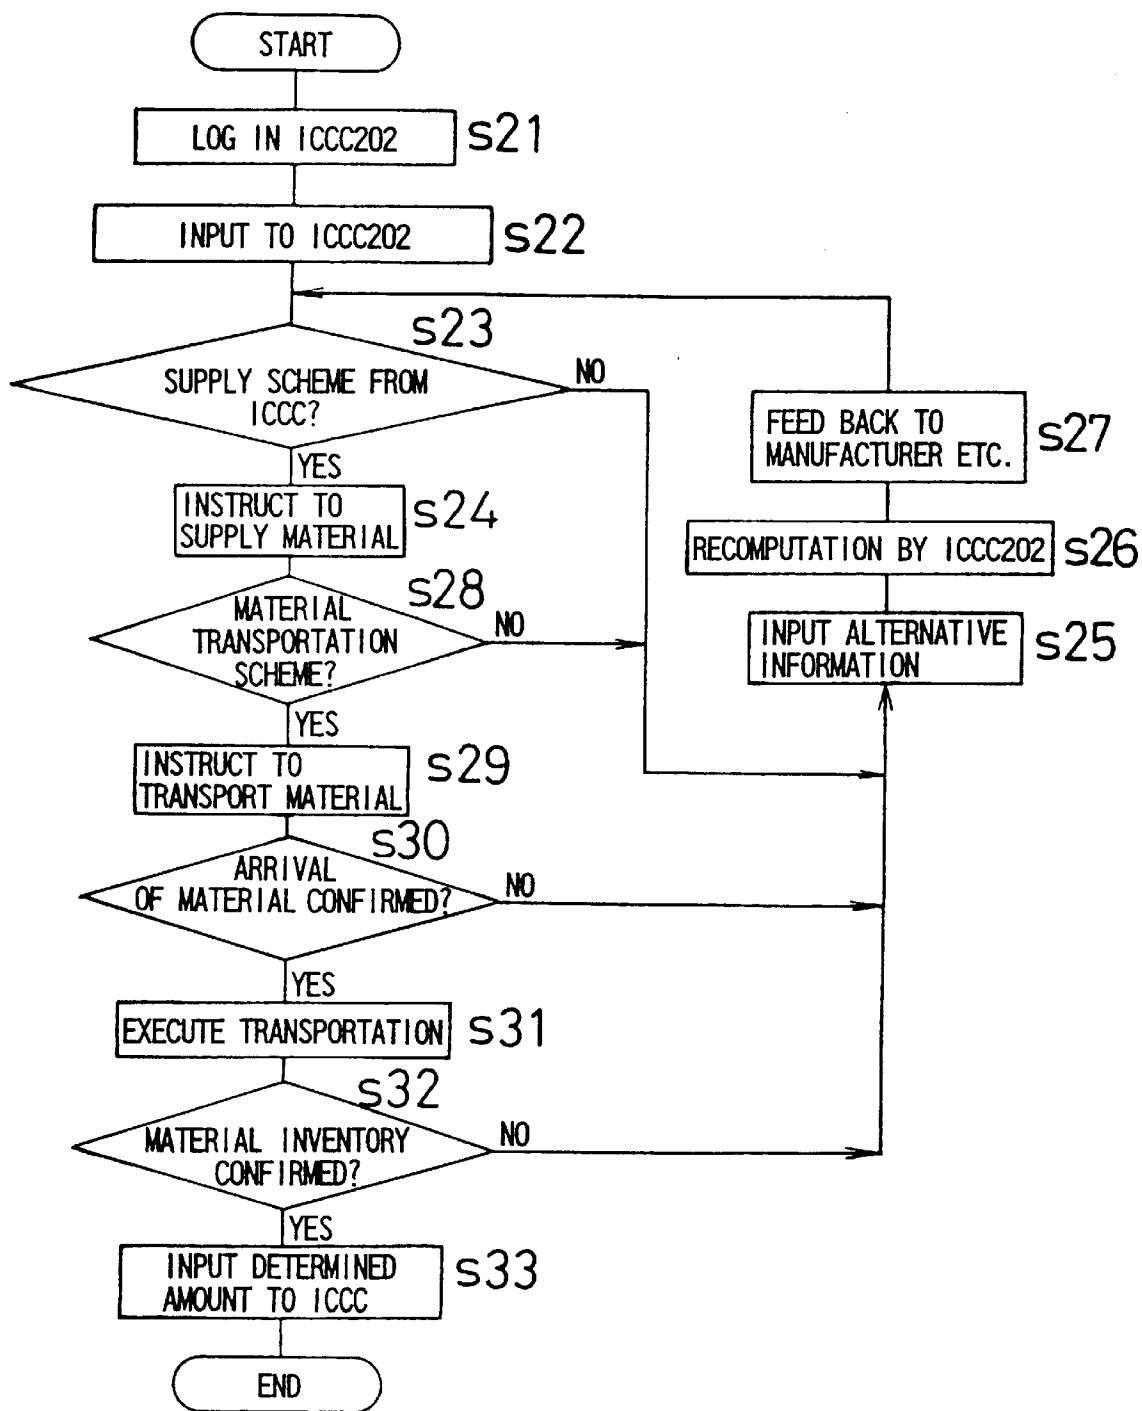 START
LOG IN ICCC202
s21
INPUT TO ICCC202
s22
s23
SUPPLY SCHEME FROM
ICCC?
NO
YES
INSTRUCT TO
SUPPLY MATERIAL
s24
s28
MATERIAL
TRANSPORTATION
SCHEME?
NO
YES
INSTRUCT TO
TRANSPORT MATERIAL
s29
s30
ARRIVAL
OF MATERIAL CONFIRMED?
NO
YES
EXECUTE TRANSPORTATION
s31
s32
MATERIAL INVENTORY
CONFIRMED?
NO
YES
INPUT DETERMINED
AMOUNT TO ICCC
s33
END
FEED BACK TO
MANUFACTURER ETC.
s27
RECOMPUTATION BY ICCC202
s26
INPUT ALTERNATIVE
INFORMATION
s25